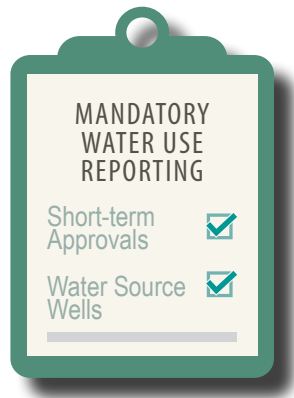 MANDATORY
WATER USE
REPORTING
Short-term
Approvals
Water Source
Wells